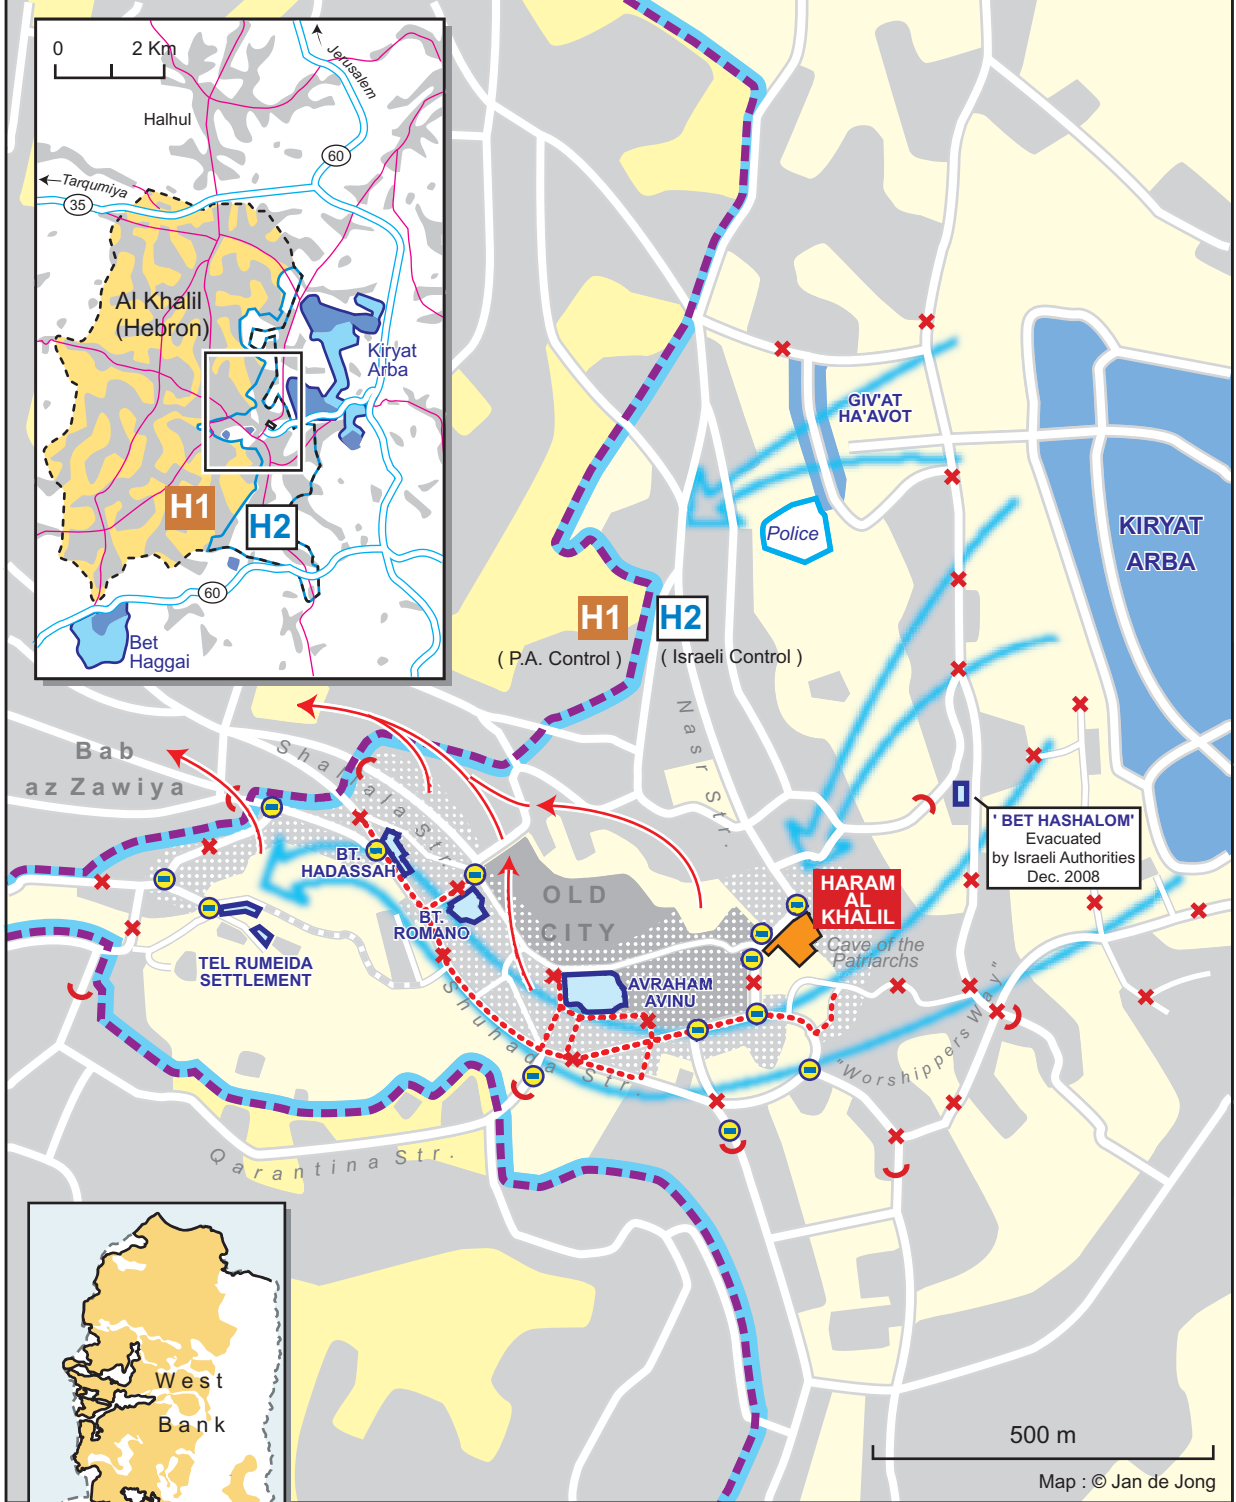 0 2 Km
Jerusalem
Halhul
60
Tarqumiya
35
Al Khalil
(Hebron)
Kiryat
Arba
H1
H2
60
Bet
Haggai
GIV'AT
HA'AVOT
Police
KIRYAT
ARBA
H1 H2
( P.A. Control ) ( Israeli Control )
Nasr Str.
Bab
az Zawiya
Shallala Str.
' BET HASHALOM'
Evacuated
by Israeli Authorities
Dec. 2008
BT.
HADASSAH
BT.
ROMANO
OLD
CITY
HARAM
AL
KHALIL
Cave of the
Patriarchs
TEL RUMEIDA
SETTLEMENT
AVRAHAM
AVINU
Shuhada Str.
"Worshippers Way"
Qarantina Str.
West
Bank
500 m
Map : © Jan de Jong